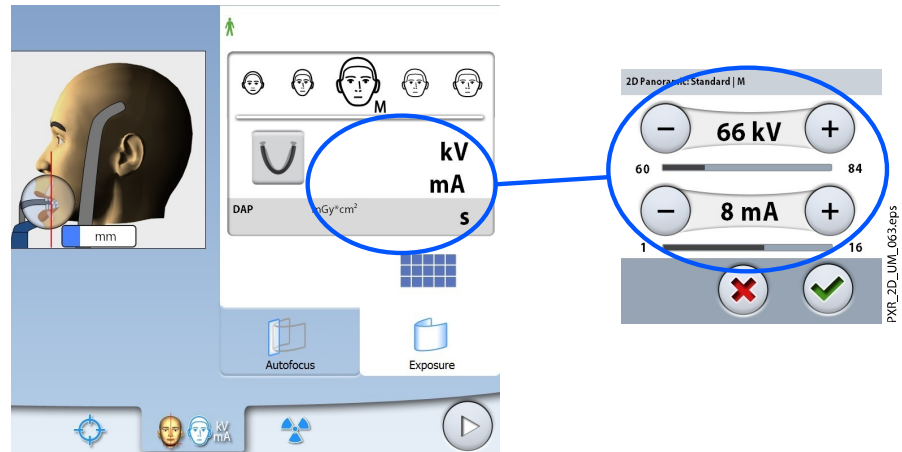 M
kV
mA
DAP
mGy*cm²
s
mm
Autofocus
Exposure
kV
mA
2D Panoramic: Standard | M
66 kV
60
84
8 mA
1
16
PXR_2D_UM_063.eps